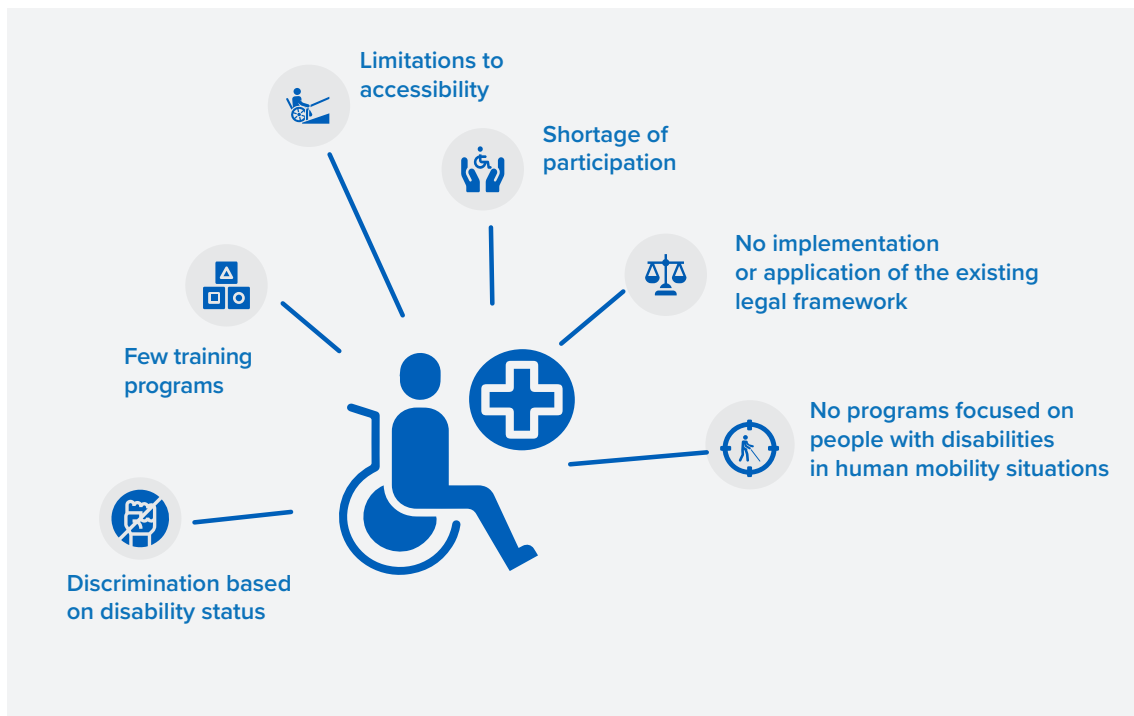 Limitations to
accessibility
Shortage of
participation
No implementation
or application of the existing
legal framework
Few training
programs
No programs focused on
people with disabilities
in human mobility situations
Discrimination based
on disability status